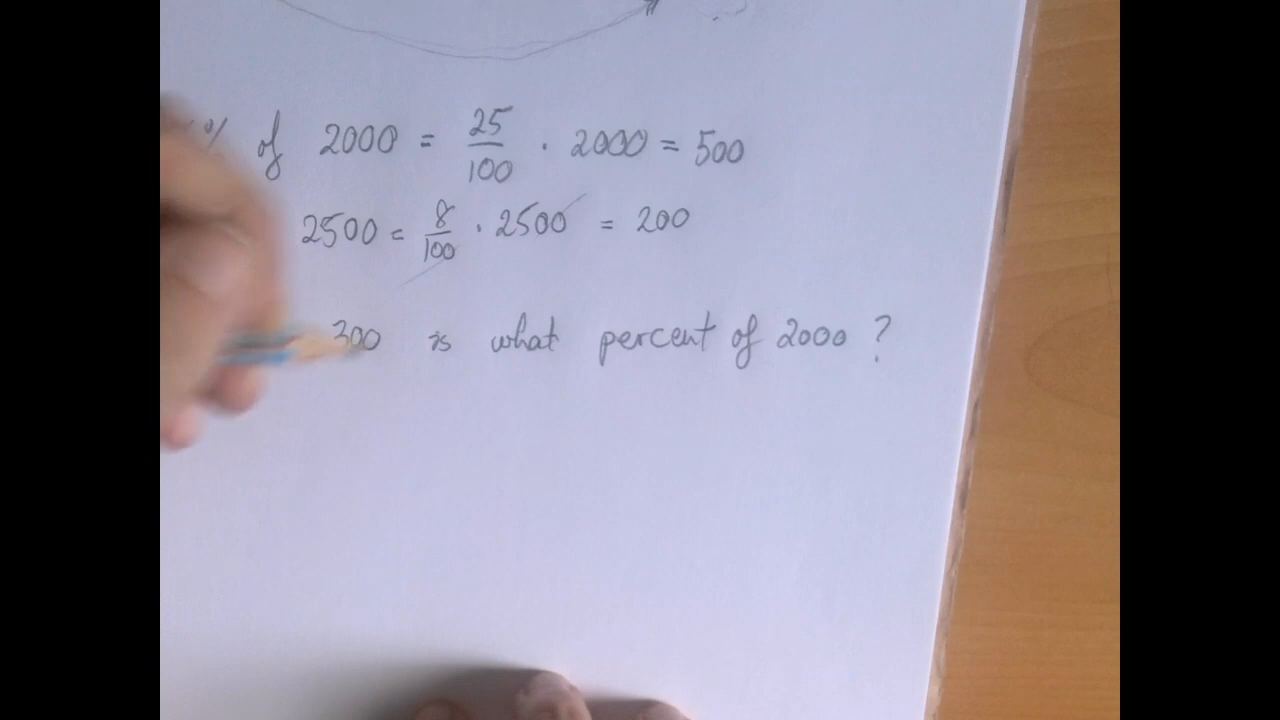 % of 2000 = 25/100 · 2000 = 500
2500 = 8/100 · 2500 = 200
300 is what percent of 2000 ?